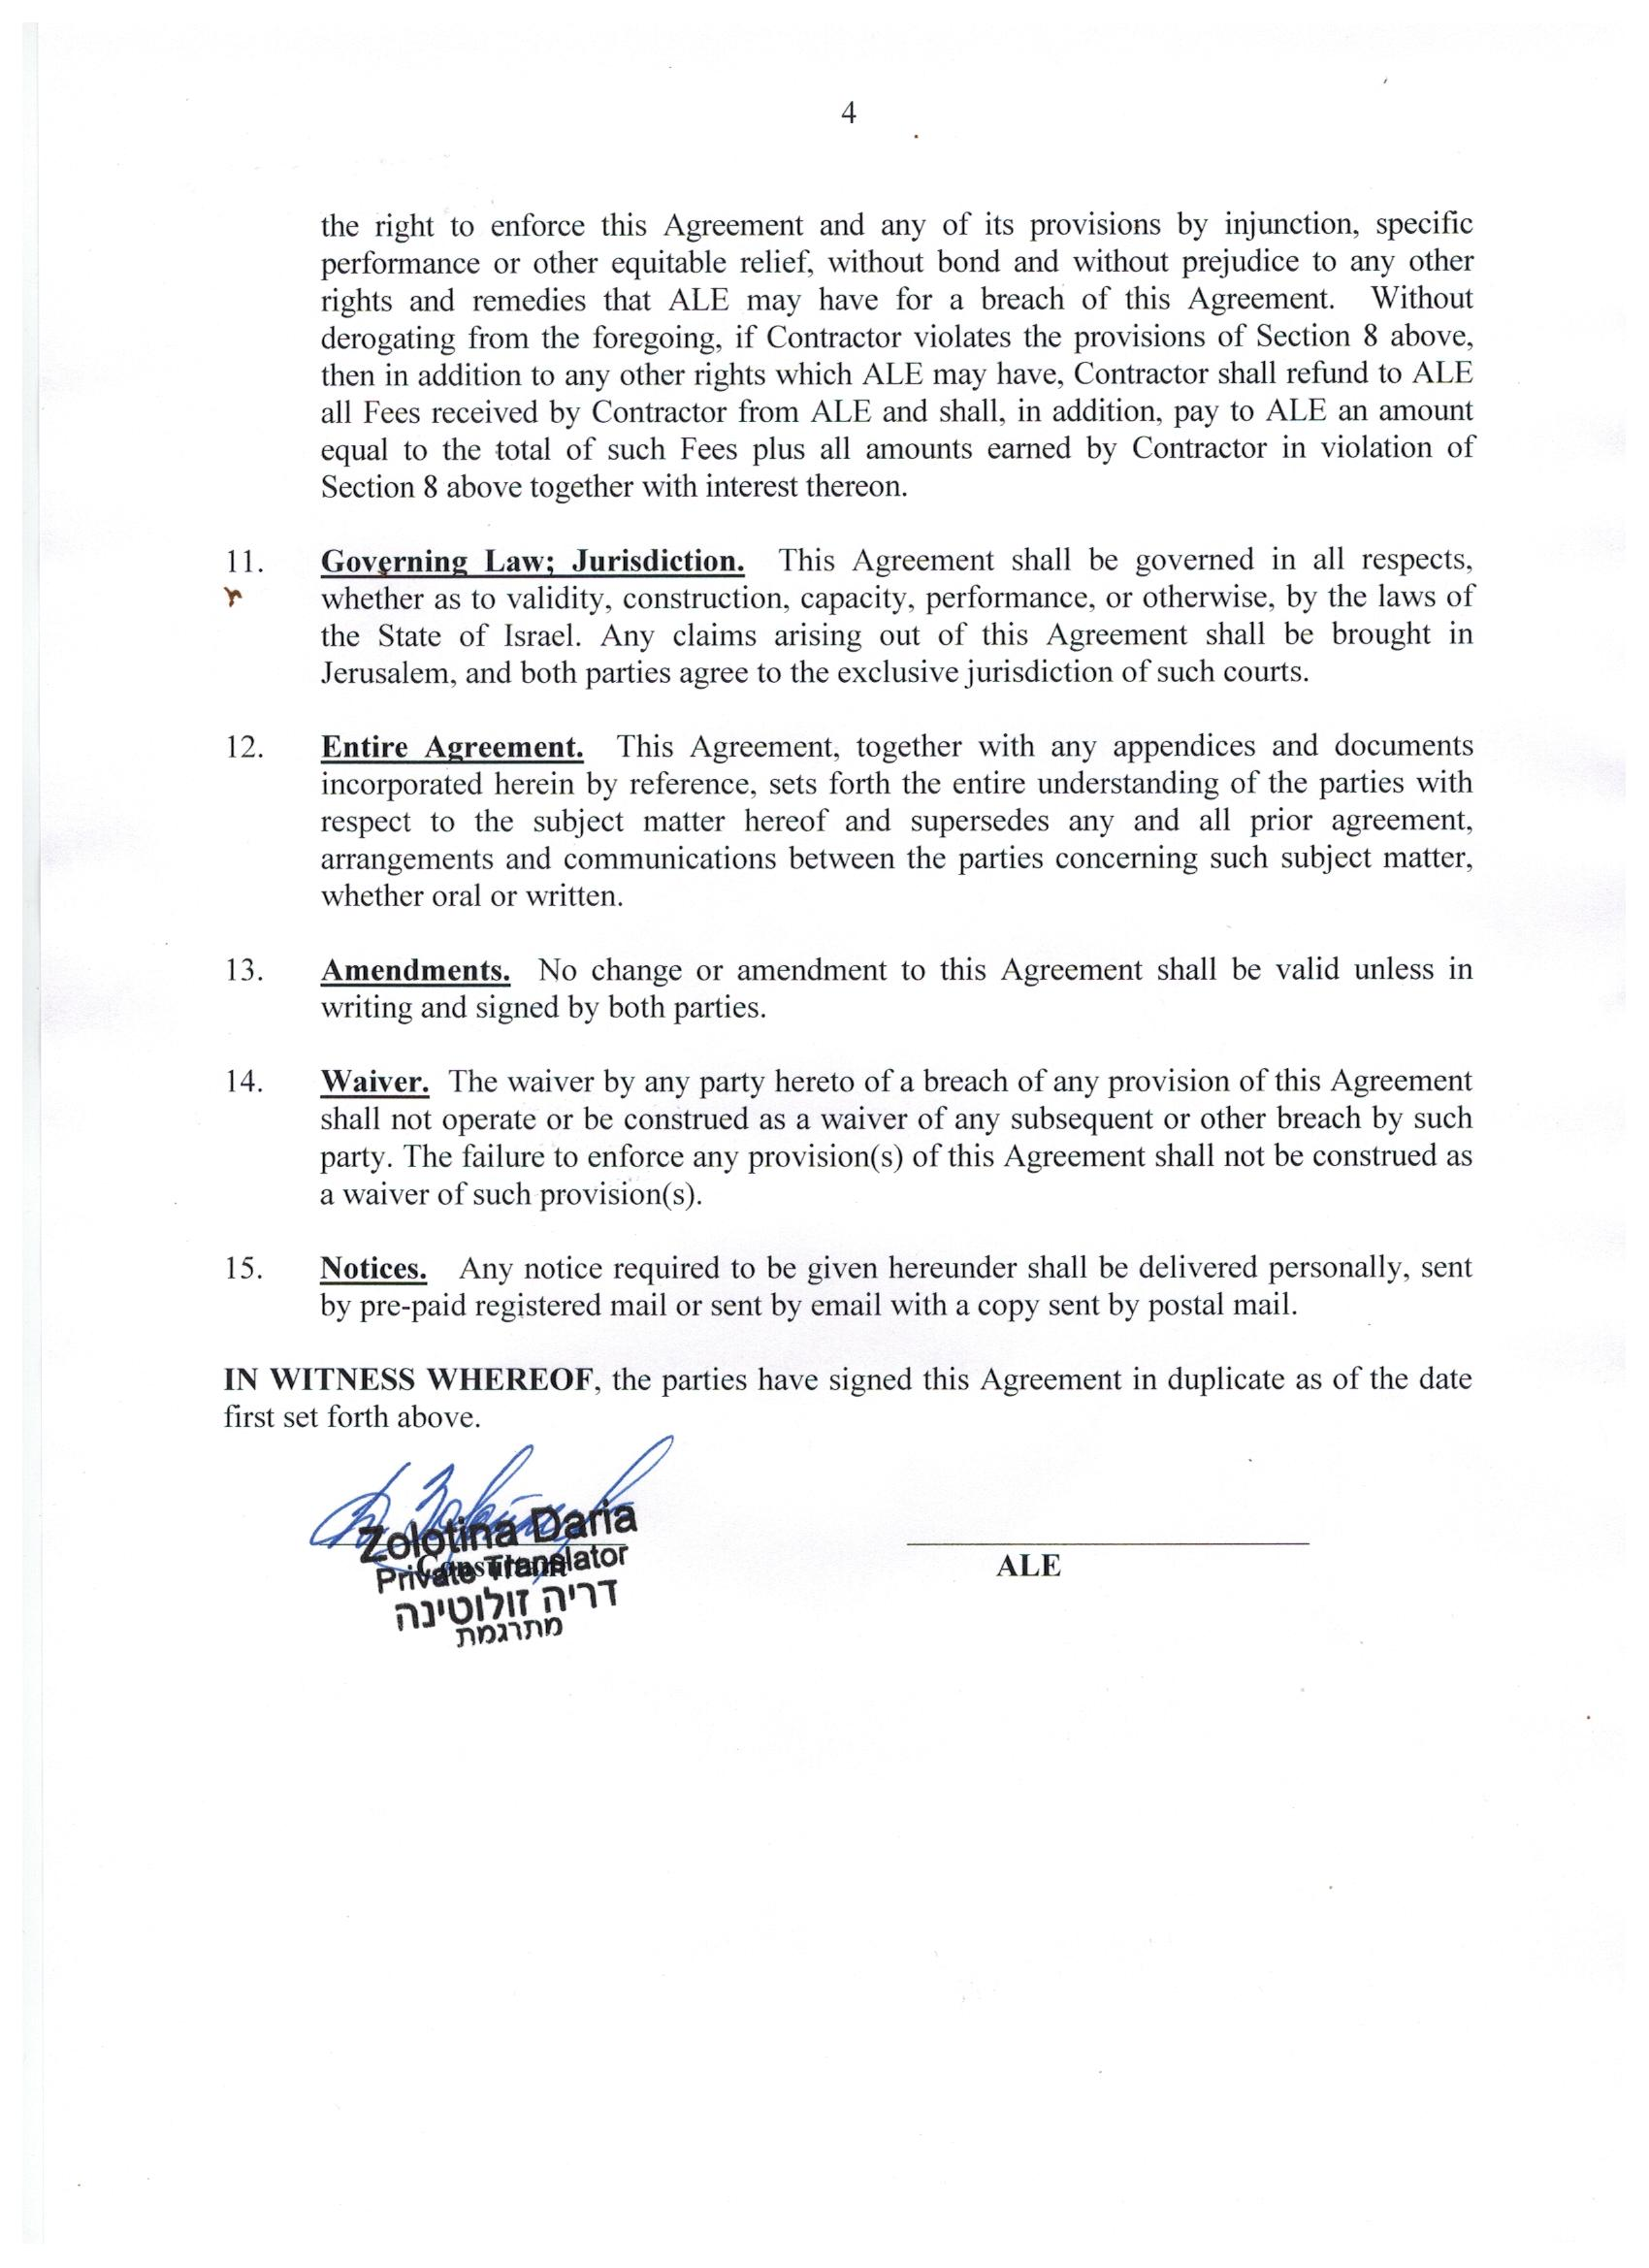 4
the right to enforce this Agreement and any of its provisions by injunction, specific
performance or other equitable relief, without bond and without prejudice to any other
rights and remedies that ALE may have for a breach of this Agreement. Without
derogating from the foregoing, if Contractor violates the provisions of Section 8 above,
then in addition to any other rights which ALE may have, Contractor shall refund to ALE
all Fees received by Contractor from ALE and shall, in addition, pay to ALE an amount
equal to the total of such Fees plus all amounts earned by Contractor in violation of
Section 8 above together with interest thereon.
11. Governing Law; Jurisdiction. This Agreement shall be governed in all respects,
whether as to validity, construction, capacity, performance, or otherwise, by the laws of
the State of Israel. Any claims arising out of this Agreement shall be brought in
Jerusalem, and both parties agree to the exclusive jurisdiction of such courts.
12. Entire Agreement. This Agreement, together with any appendices and documents
incorporated herein by reference, sets forth the entire understanding of the parties with
respect to the subject matter hereof and supersedes any and all prior agreement,
arrangements and communications between the parties concerning such subject matter,
whether oral or written.
13. Amendments. No change or amendment to this Agreement shall be valid unless in
writing and signed by both parties.
14. Waiver. The waiver by any party hereto of a breach of any provision of this Agreement
shall not operate or be construed as a waiver of any subsequent or other breach by such
party. The failure to enforce any provision(s) of this Agreement shall not be construed as
a waiver of such provision(s).
15. Notices. Any notice required to be given hereunder shall be delivered personally, sent
by pre-paid registered mail or sent by email with a copy sent by postal mail.
IN WITNESS WHEREOF, the parties have signed this Agreement in duplicate as of the date
first set forth above.
Zolotina Daria
Private Translator
דריה זולוטינה
מתרגמת
ALE